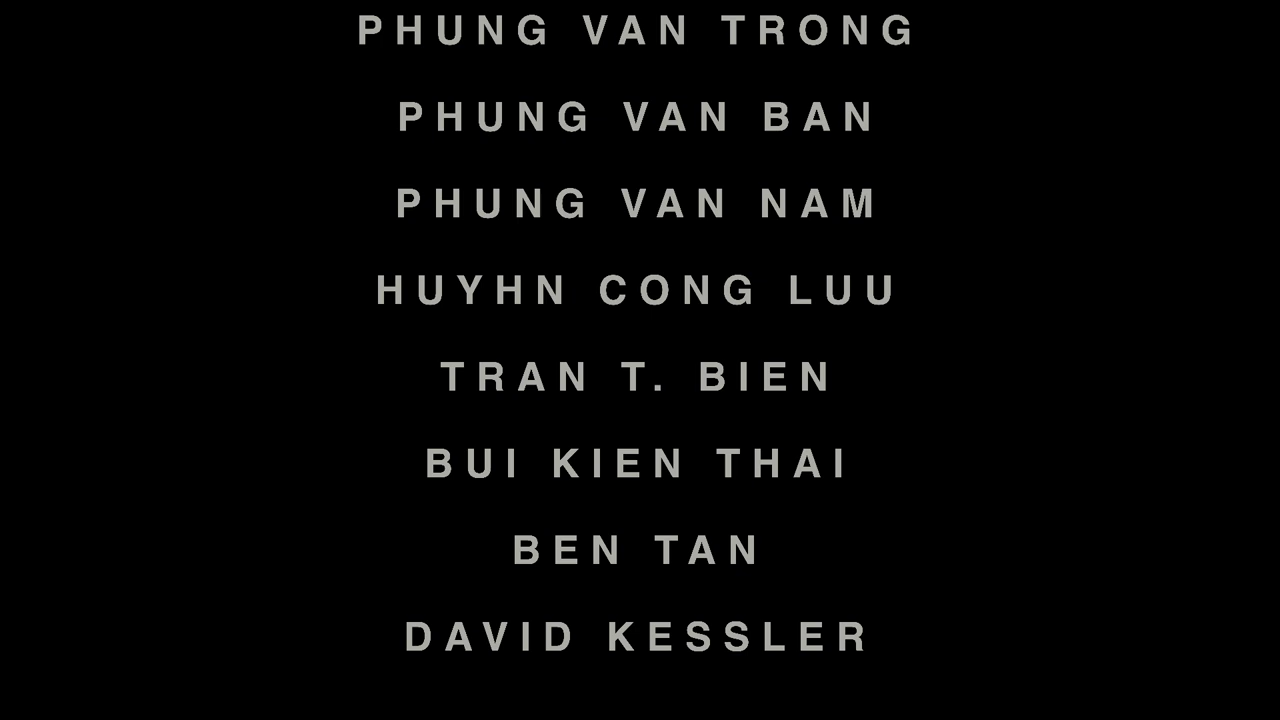 PHUNG VAN TRONG
PHUNG VAN BAN
PHUNG VAN NAM
HUYHN CONG LUU
TRAN T. BIEN
BUI KIEN THAI
BEN TAN
DAVID KESSLER